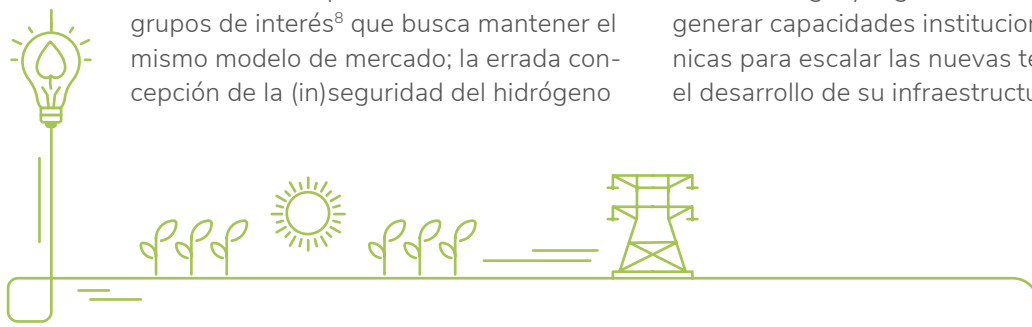 grupos de interés⁸ que busca mantener el
mismo modelo de mercado; la errada con-
cepción de la (in)seguridad del hidrógeno
generar capacidades institucion
nicas para escalar las nuevas te
el desarrollo de su infraestructu